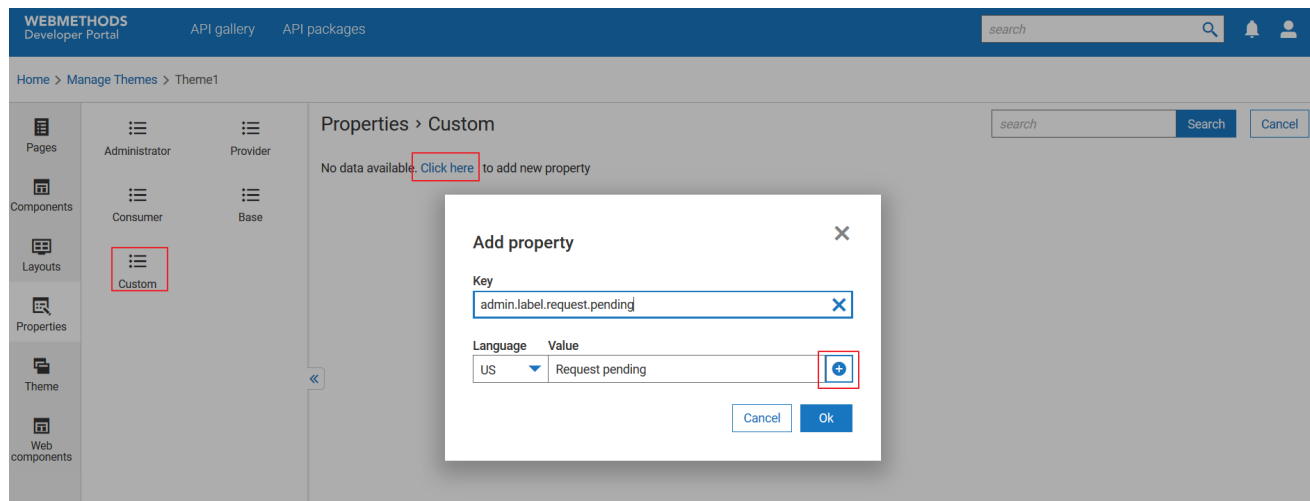 WEBMETHODS
Developer Portal
API gallery
API packages
search
Home > Manage Themes > Theme1
Pages
Components
Layouts
Properties
Theme
Web
components
Administrator
Provider
Consumer
Base
Custom
Properties > Custom
search
Search
Cancel
No data available. Click here to add new property
Add property
Key
admin.label.request.pending
Language Value
US Request pending
Cancel
Ok